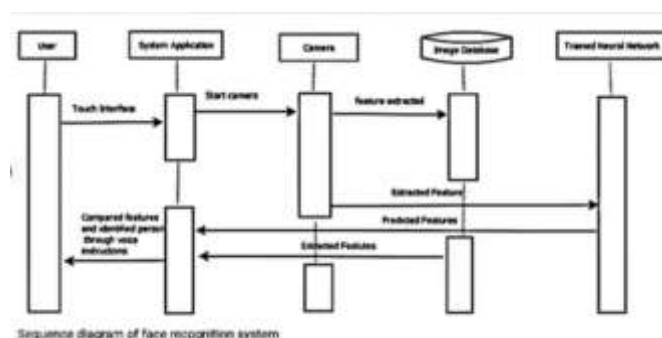 User
System Application
Camera
Image Database
Trained Neural Network
Touch Interface
Start camera
Feature extracted
Extracted Feature
Predicted Features
Compared features
and identified person
through voice
instructions
Extracted Features
Sequence diagram of face recognition system